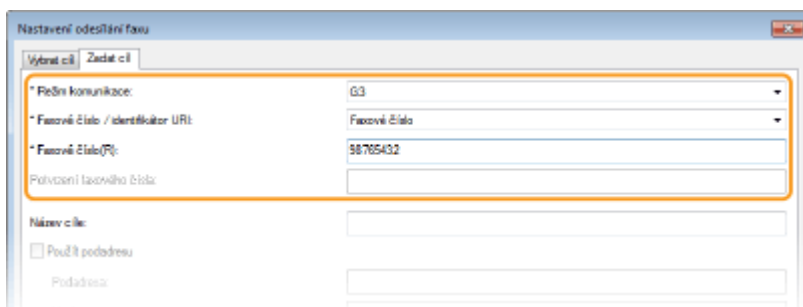 Nastavení odesílání faxu
Vybrat cíl Zadat cíl
* Režim komunikace: G3
* Faxové číslo / identifikátor URI: Faxové číslo
* Faxové číslo(R): 98765432
Potvrzení faxového čísla:
Název cíle:
Použít podadresu
Podadresa: